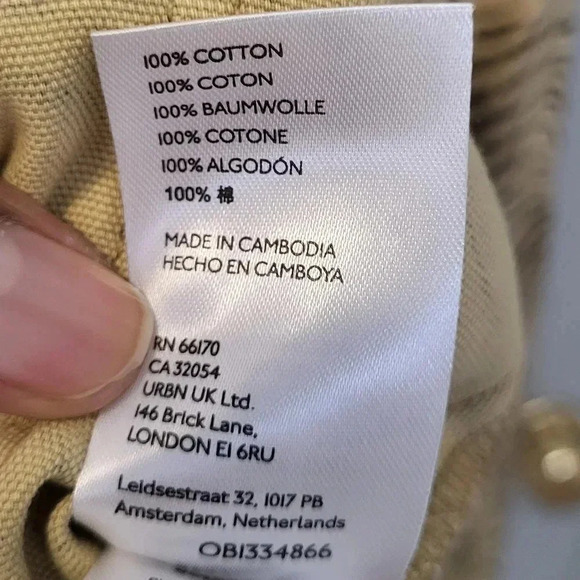 100% COTTON
100% COTON
100% BAUMWOLLE
100% COTONE
100% ALGODÓN
100% 棉
MADE IN CAMBODIA
HECHO EN CAMBOYA
RN 66170
CA 32054
URBN UK Ltd.
146 Brick Lane,
LONDON E1 6RU
Leidsestraat 32, 1017 PB
Amsterdam, Netherlands
OB1334866